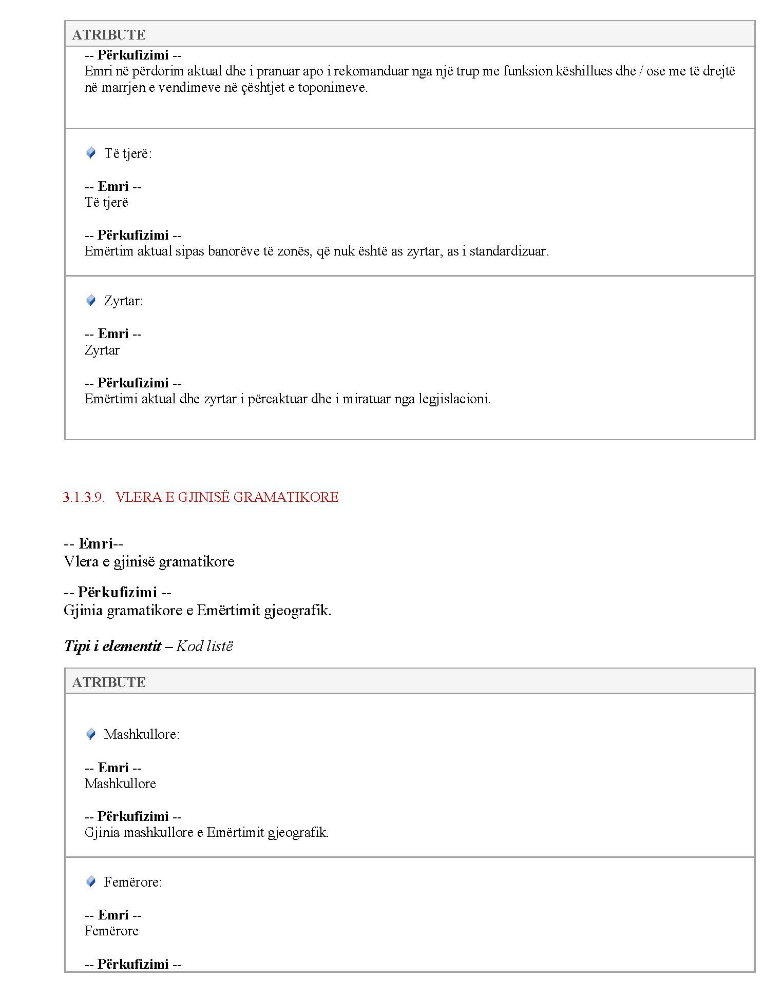 ATRIBUTE
-- Përkufizimi --
Emri në përdorim aktual dhe i pranuar apo i rekomanduar nga një trup me funksion këshillues dhe / ose me të drejtë
në marrjen e vendimeve në çështjet e toponimeve.
Të tjerë:
-- Emri --
Të tjerë
-- Përkufizimi --
Emërtim aktual sipas banorëve të zonës, që nuk është as zyrtar, as i standardizuar.
Zyrtar:
-- Emri --
Zyrtar
-- Përkufizimi --
Emërtimi aktual dhe zyrtar i përcaktuar dhe i miratuar nga legjislacioni.
3.1.3.9. VLERA E GJINISË GRAMATIKORE
-- Emri--
Vlera e gjinisë gramatikore
-- Përkufizimi --
Gjinia gramatikore e Emërtimit gjeografik.
Tipi i elementit – Kod listë
ATRIBUTE
Mashkullore:
-- Emri --
Mashkullore
-- Përkufizimi --
Gjinia mashkullore e Emërtimit gjeografik.
Femërore:
-- Emri --
Femërore
-- Përkufizimi --